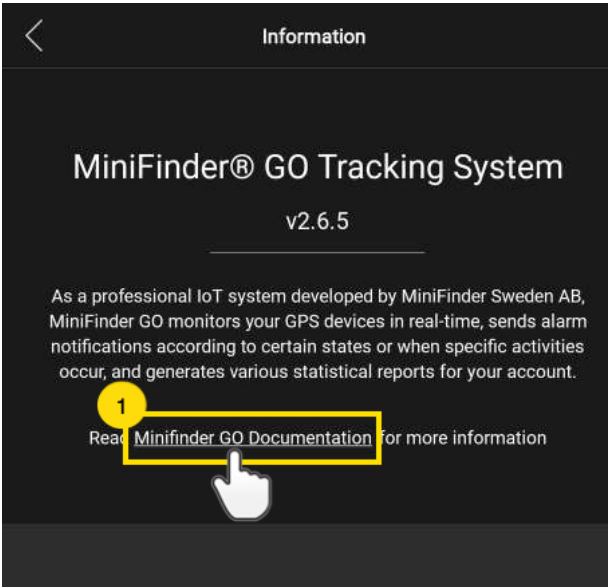 Information
MiniFinder® GO Tracking System
v2.6.5
As a professional IoT system developed by MiniFinder Sweden AB,
MiniFinder GO monitors your GPS devices in real-time, sends alarm
notifications according to certain states or when specific activities
occur, and generates various statistical reports for your account.
1
Read Minifinder GO Documentation for more information